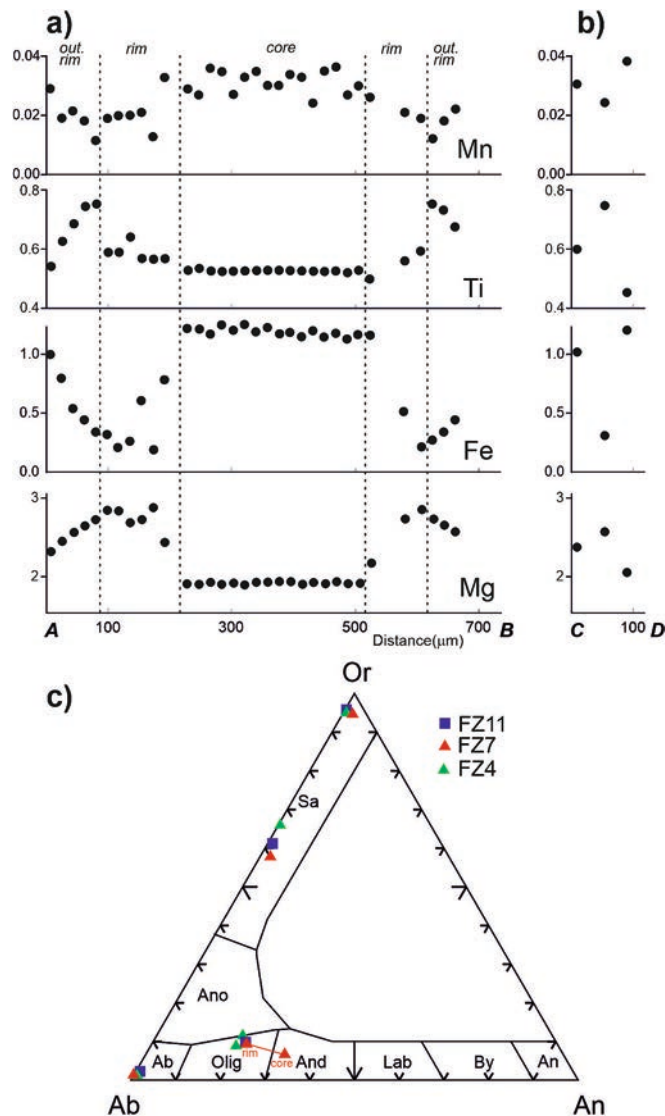 a)
b)
out.
rim
rim
core
rim
out.
rim
0.04
0.04
0.02
0.02
0.00
Mn
0.00
0.8
0.8
0.6
0.6
0.4
Ti
0.4
1.0
1.0
0.5
0.5
0.0
Fe
0.0
3
3
2
2
Mg
A
100
300
500
700
B
C
100
D
Distance(μm)
c)
Or
FZ11
FZ7
FZ4
Sa
Ano
Ab
Olig
rim
core
And
Lab
By
An
Ab
An